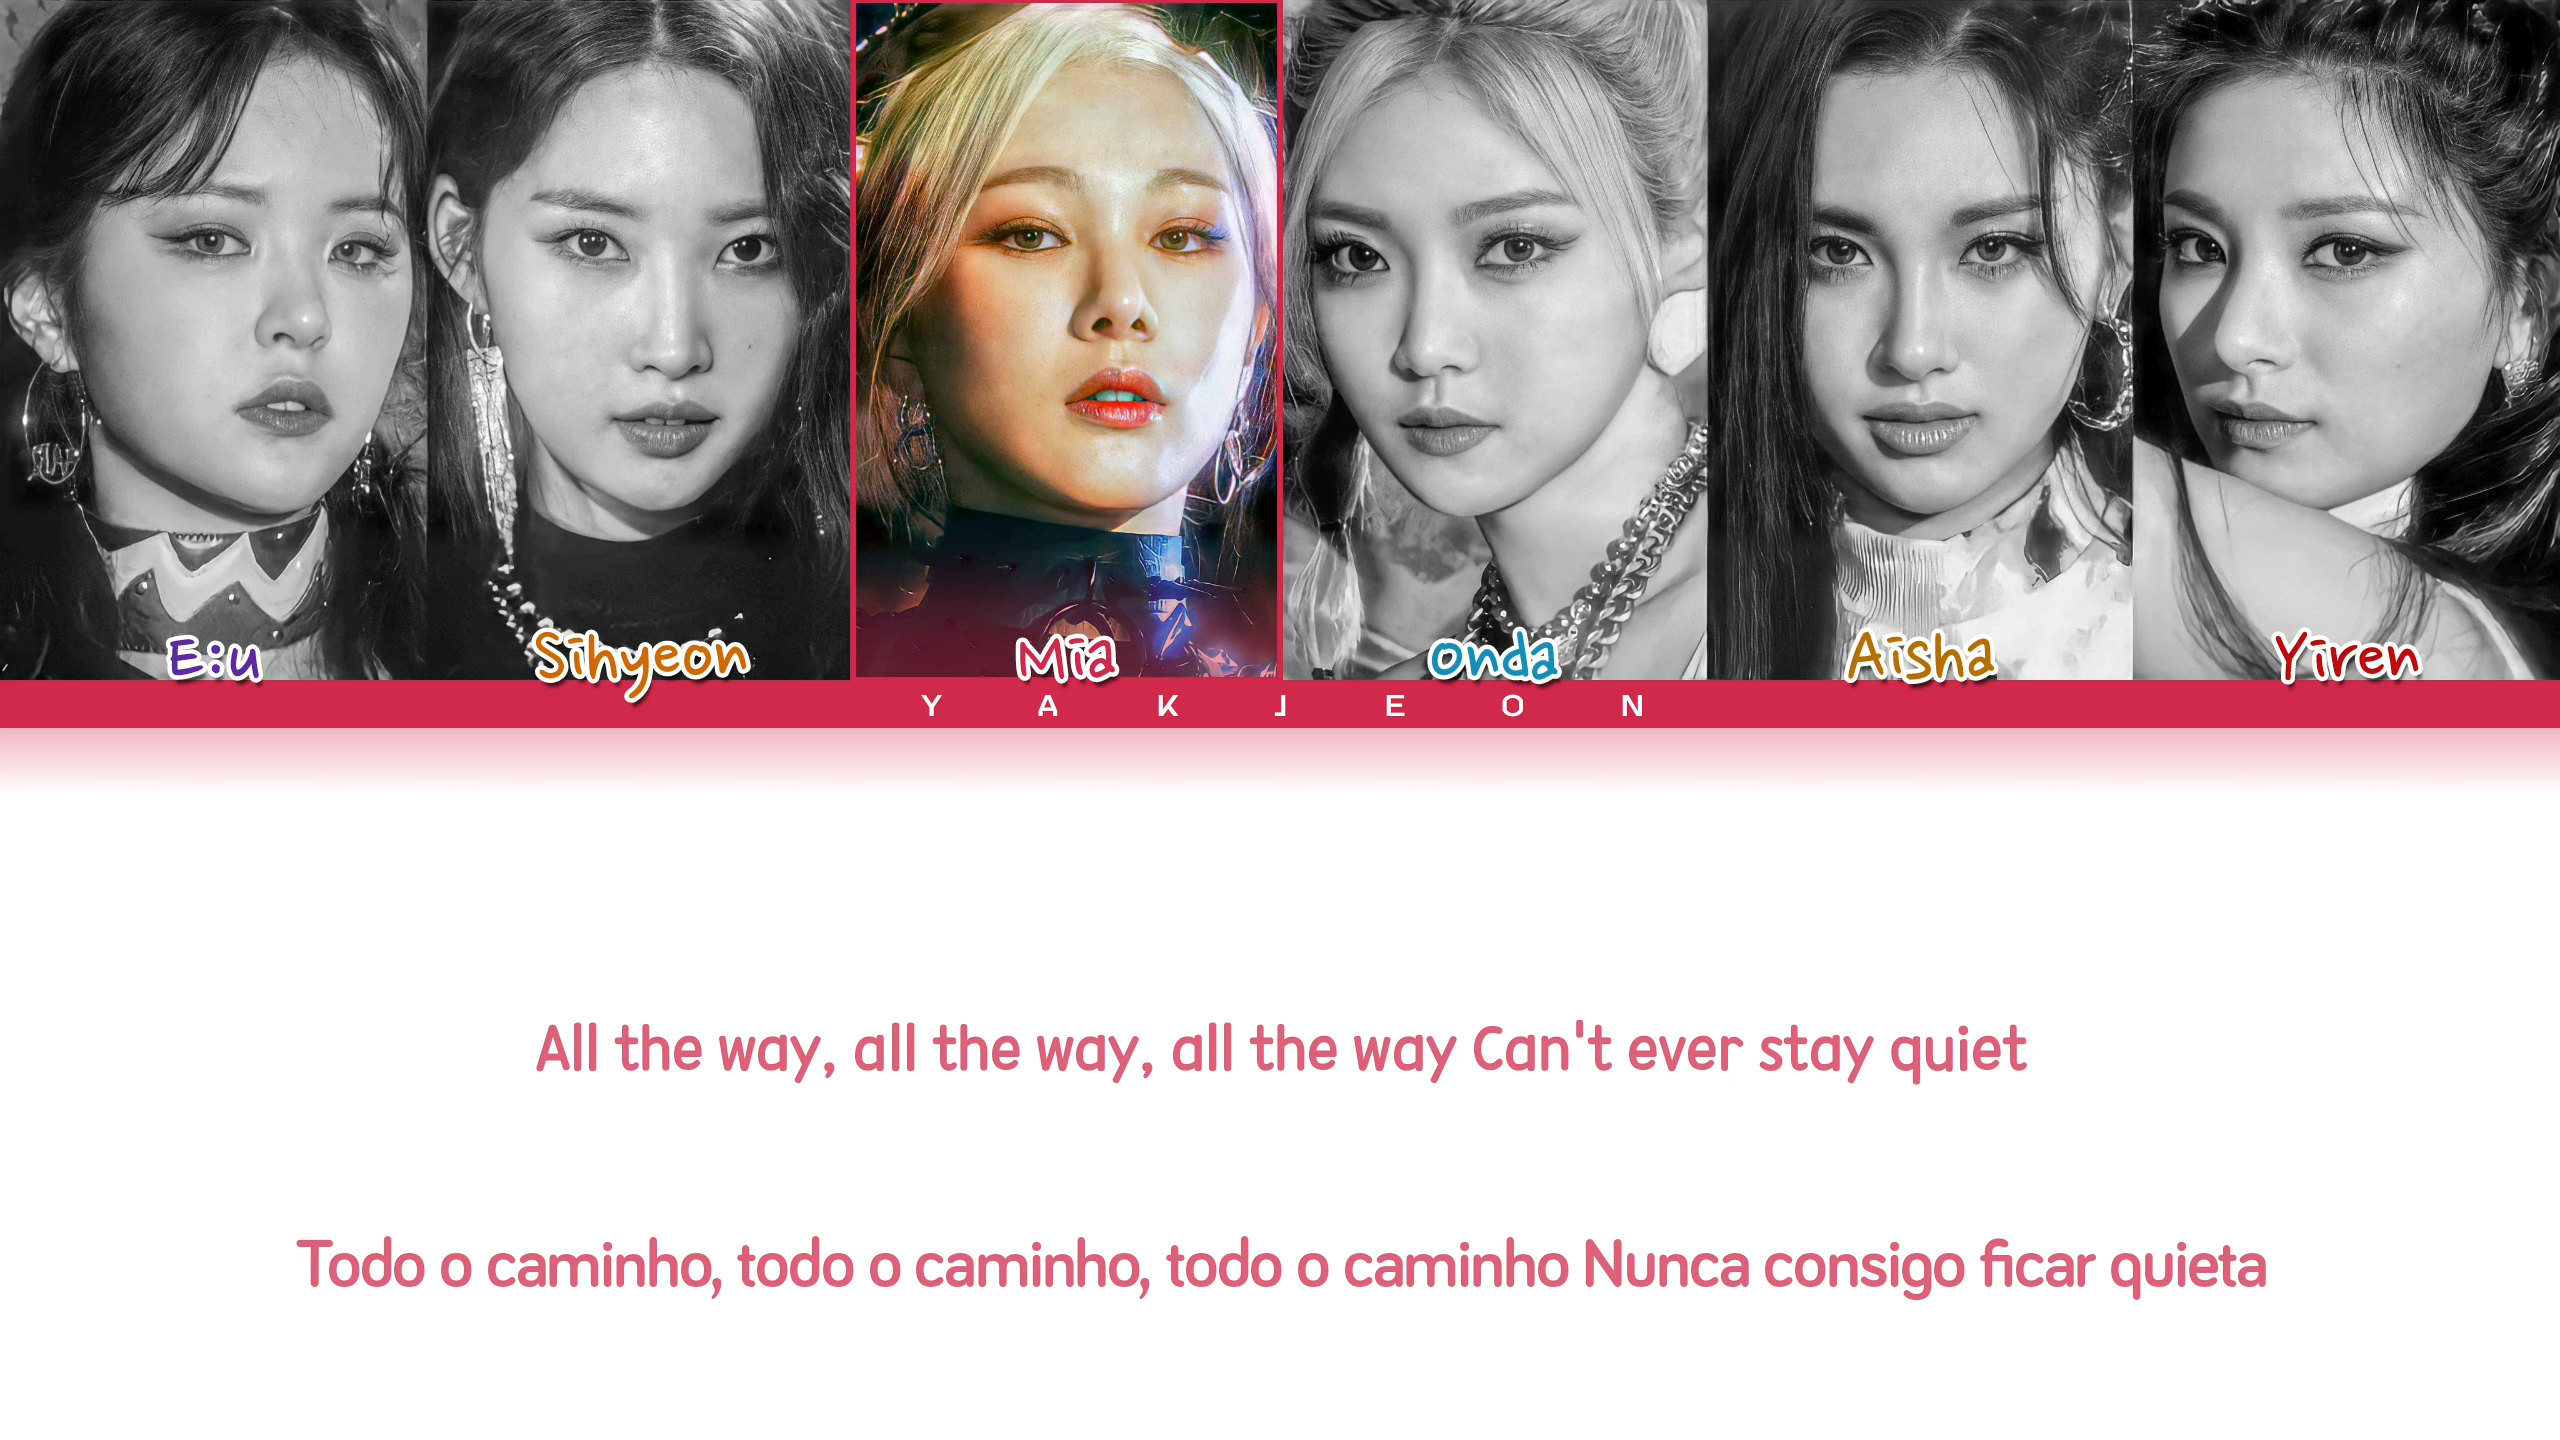 E:u Sihyeon Mia Onda Aisha Yiren
YAKJEON
All the way, all the way, all the way Can't ever stay quiet
Todo o caminho, todo o caminho, todo o caminho Nunca consigo ficar quieta